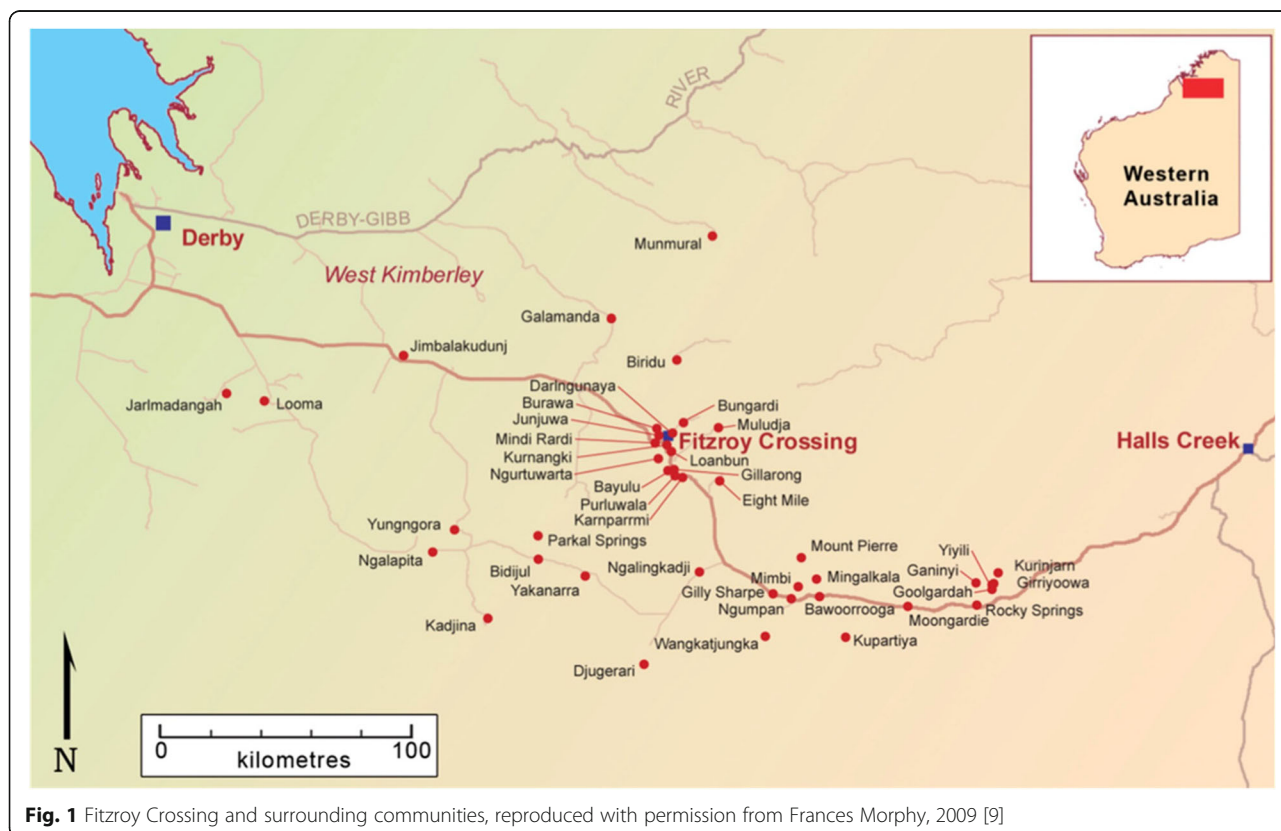 RIVER
DERBY-GIBB
Western
Australia
Derby
West Kimberley
Munmural
Galamanda
Jimbalakudunj
Biridu
Jarlmadangah
Looma
Darlngunaya
Burawa
Junjuwa
Mindi Rardi
Kurnangki
Ngurtuwarta
Bayulu
Purluwala
Karnparrmi
Bungardi
Muludja
Fitzroy Crossing
Loanbun
Gillarong
Eight Mile
Halls Creek
Yungngora
Ngalapita
Parkal Springs
Bidijul
Yakanarra
Ngalingkadji
Kadjina
Djugerari
Mount Pierre
Mimbi
Mingalkala
Gilly Sharpe
Ngumpan
Bawoorrooga
Wangkatjungka
Kupartiya
Moongardie
Yiyili
Ganinyi
Goolgardah
Kurinjarn
Girriyoowa
Rocky Springs
N
0 100
kilometres
Fig. 1 Fitzroy Crossing and surrounding communities, reproduced with permission from Frances Morphy, 2009 [9]